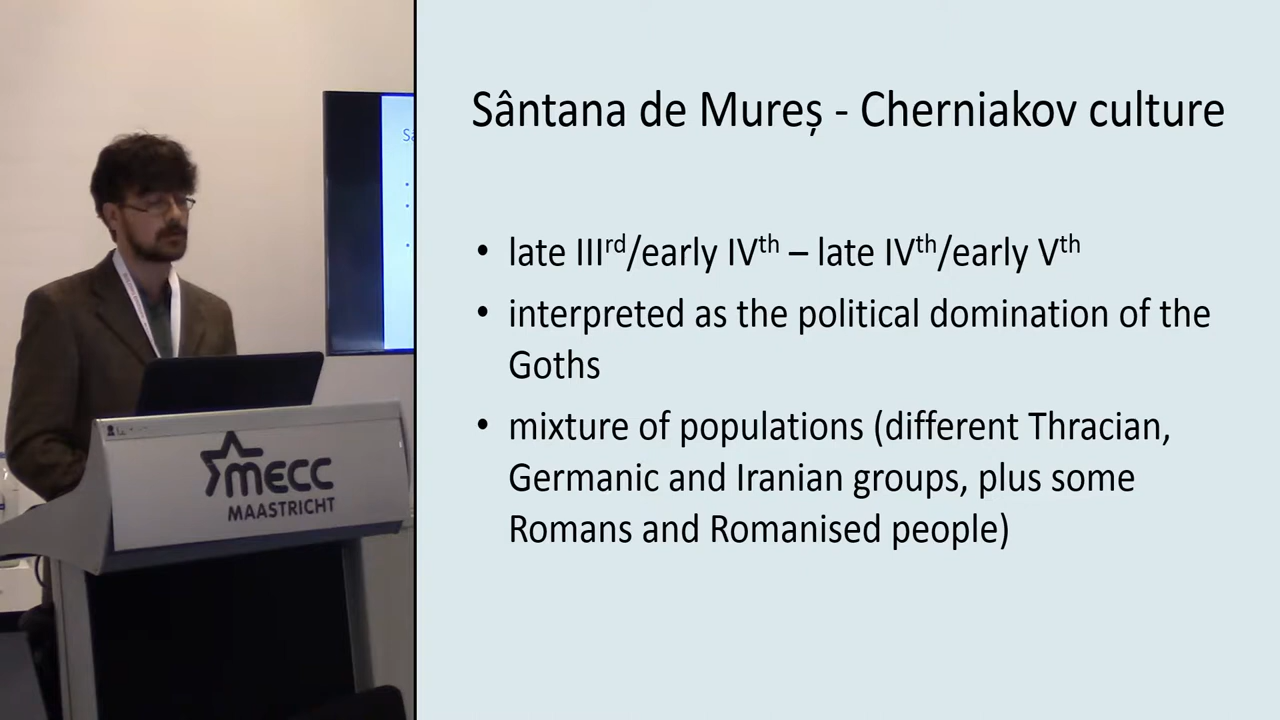 Sântana de Mureș - Cherniakov culture
• late IIIrd/early IVth – late IVth/early Vth
• interpreted as the political domination of the
Goths
• mixture of populations (different Thracian,
Germanic and Iranian groups, plus some
Romans and Romanised people)
mecc
MAASTRICHT